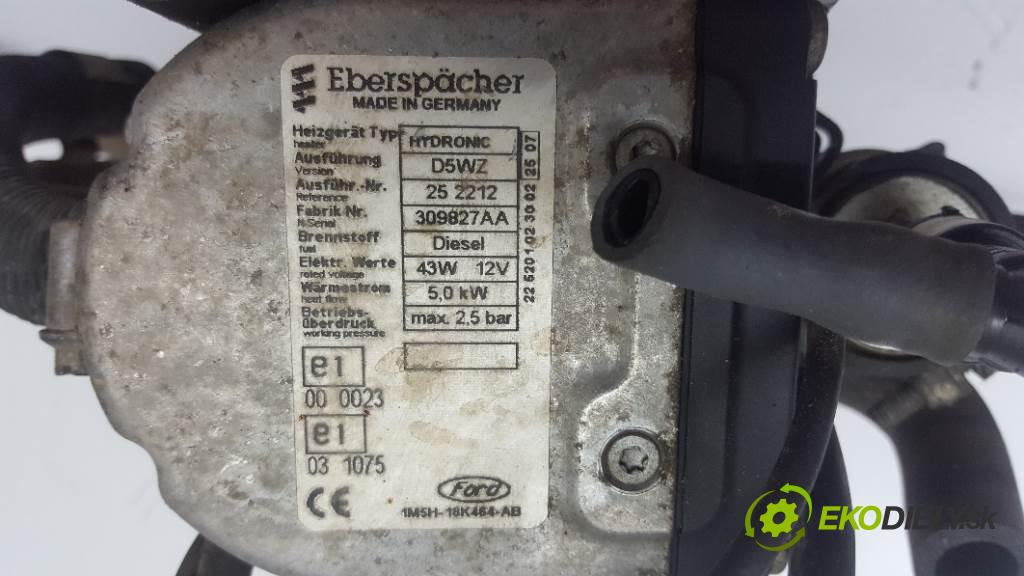 Eberspächer
MADE IN GERMANY
Heizgerät Typ HYDRONIC
heater
Ausführung D5WZ
Version
Ausführ.-Nr. 25 2212
Reference
Fabrik Nr. 309827AA
N Serial
Brennstoff Diesel
fuel
Elektr. Werte 43W 12V
rated voltage
Wärmestrom 5,0 kW
heat flow
Betriebs-
überdruck max. 2,5 bar
working pressure
e1
00 0023
e1
03 1075
CE
Ford
1M5H-18K464-AB
22 5201 02 30 02 25 07
EKODIELY.sk